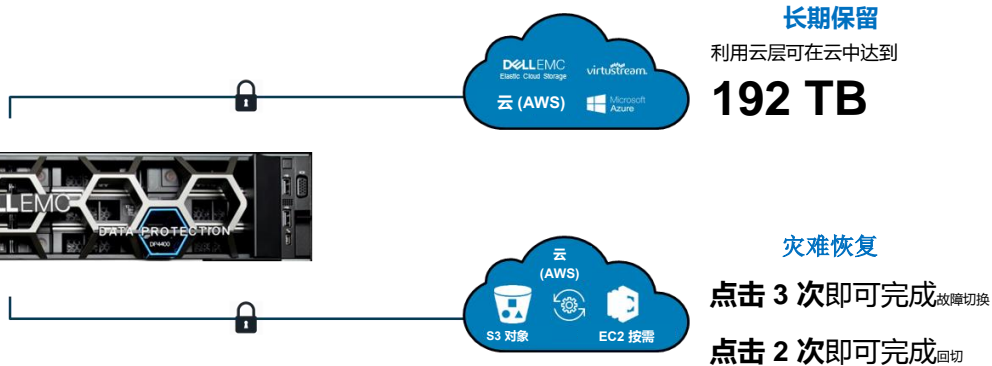 长期保留
利用云层可在云中达到
192 TB
DELLEMC
Elastic Cloud Storage
virtustream.
云 (AWS)
Microsoft
Azure
LLEMC
DATA PROTECTION
DP4400
灾难恢复
云
(AWS)
S3 对象
EC2 按需
点击 3 次即可完成故障切换
点击 2 次即可完成回切